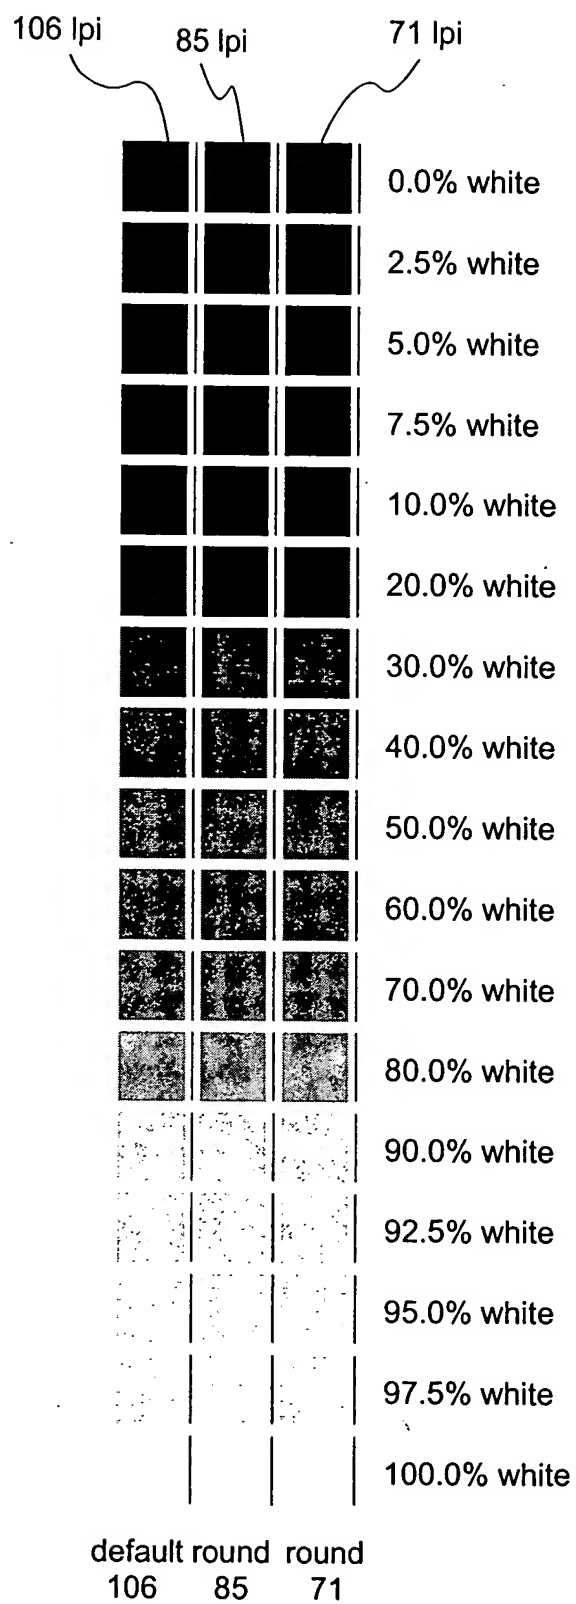 106 lpi
85 lpi
71 lpi
0.0% white
2.5% white
5.0% white
7.5% white
10.0% white
20.0% white
30.0% white
40.0% white
50.0% white
60.0% white
70.0% white
80.0% white
90.0% white
92.5% white
95.0% white
97.5% white
100.0% white
default round round
106 85 71